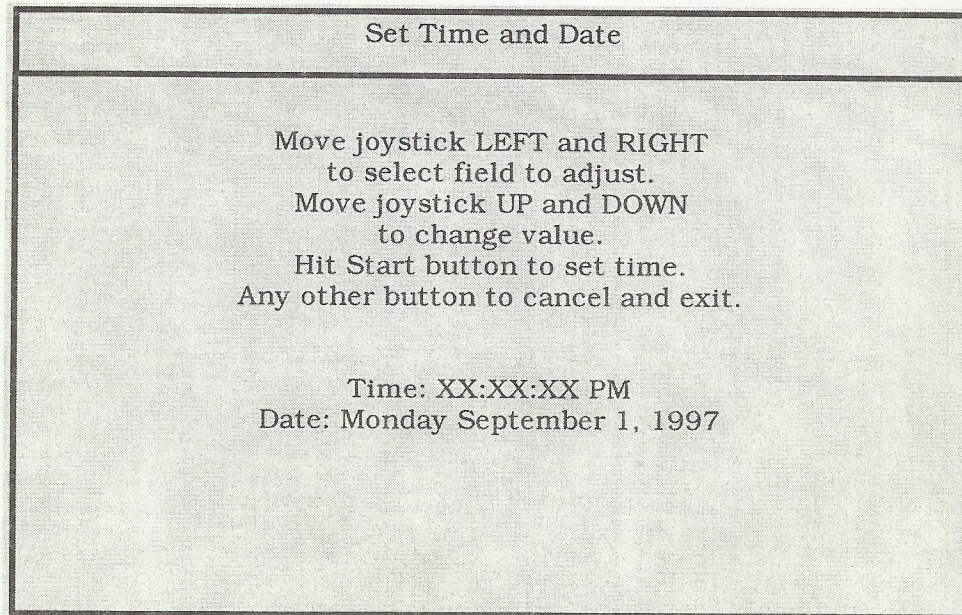 Set Time and Date
Move joystick LEFT and RIGHT
to select field to adjust.
Move joystick UP and DOWN
to change value.
Hit Start button to set time.
Any other button to cancel and exit.
Time: XX:XX:XX PM
Date: Monday September 1, 1997